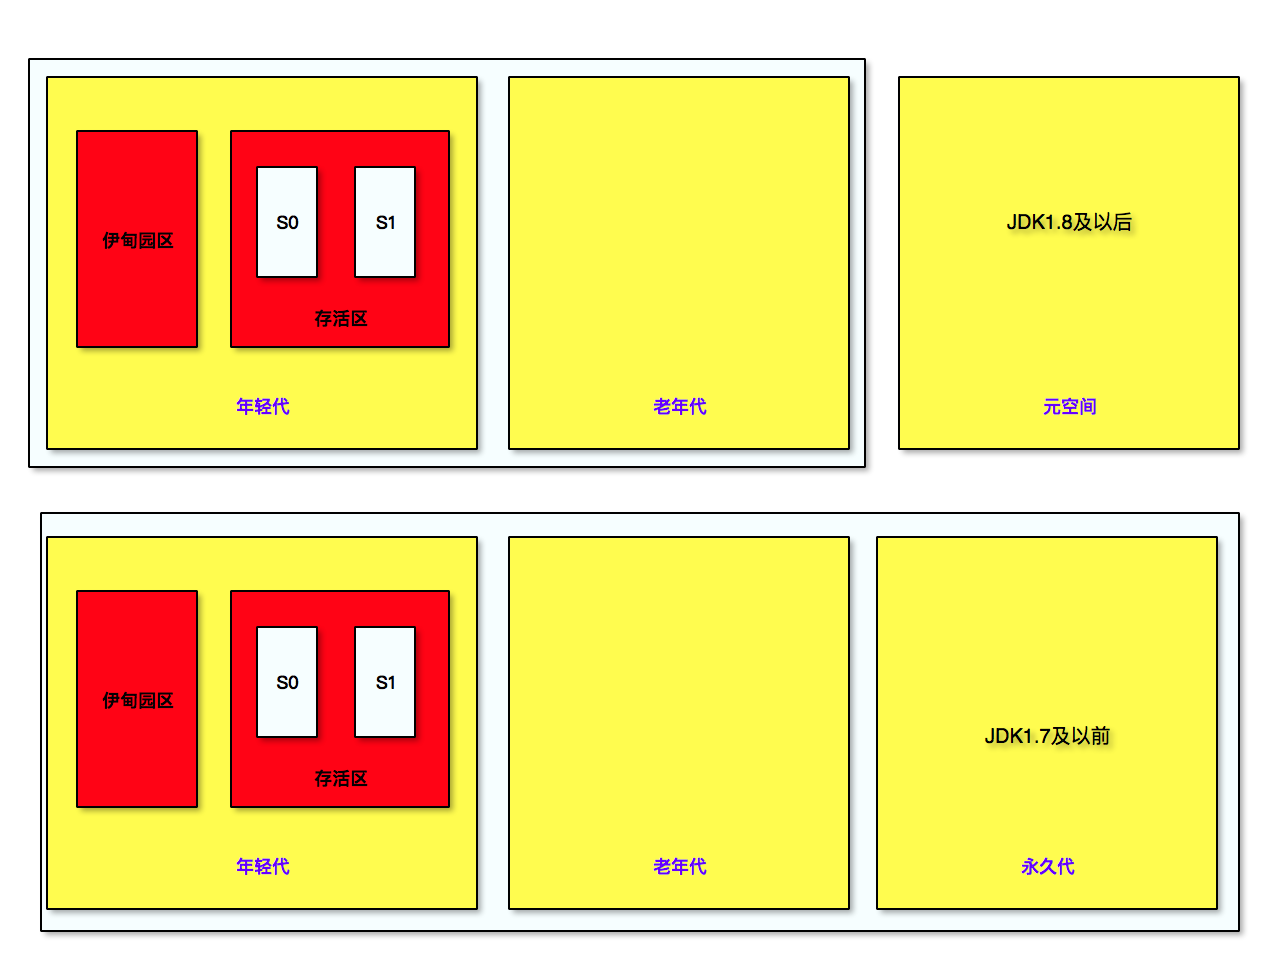 伊甸园区
S0
S1
存活区
年轻代
老年代
JDK1.8及以后
元空间
伊甸园区
S0
S1
存活区
年轻代
老年代
JDK1.7及以前
永久代